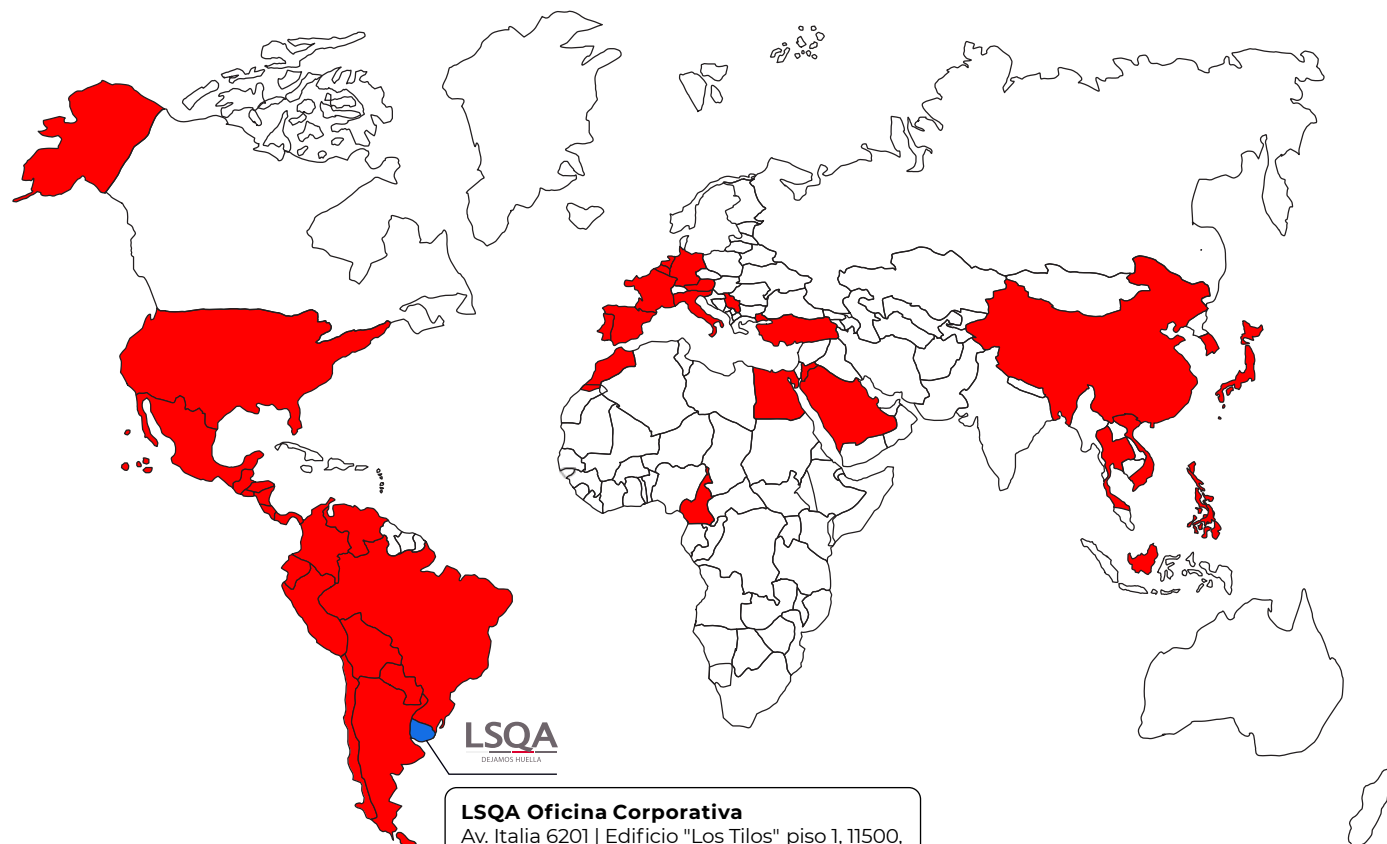 LSQA
DEJAMOS HUELLA
LSQA Oficina Corporativa
Av. Italia 6201 | Edificio "Los Tilos" piso 1, 11500,